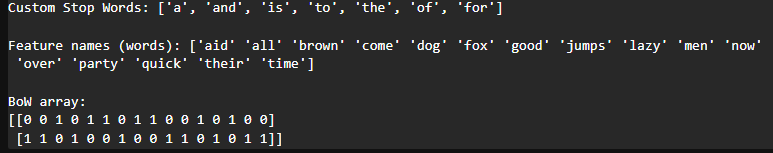 Custom Stop Words: ['a', 'and', 'is', 'to', 'the', 'of', 'for']
Feature names (words): ['aid' 'all' 'brown' 'come' 'dog' 'fox' 'good' 'jumps' 'lazy' 'men' 'now'
'over' 'party' 'quick' 'their' 'time']
BoW array:
[[0 0 1 0 1 1 0 1 1 0 0 1 0 1 0 0]
[1 1 0 1 0 0 1 0 0 1 1 0 1 0 1 1]]